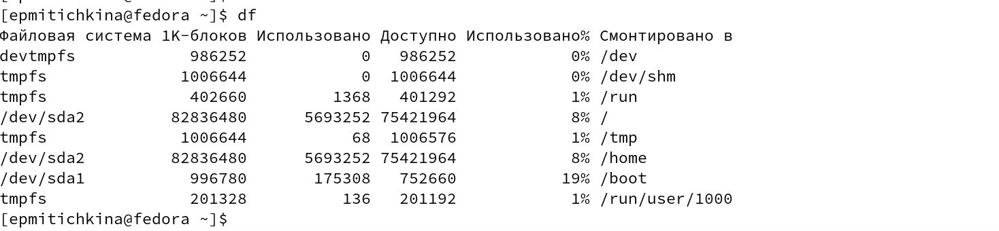 [epmitichkina@fedora ~]$ df
Файловая система 1K-блоков Использовано Доступно Использовано% Смонтировано в
devtmpfs            986252            0   986252            0% /dev
tmpfs              1006644            0  1006644            0% /dev/shm
tmpfs               402660         1368   401292            1% /run
/dev/sda2         82836480      5693252 75421964            8% /
tmpfs              1006644           68  1006576            1% /tmp
/dev/sda2         82836480      5693252 75421964            8% /home
/dev/sda1           996780       175308   752660           19% /boot
tmpfs               201328          136   201192            1% /run/user/1000
[epmitichkina@fedora ~]$